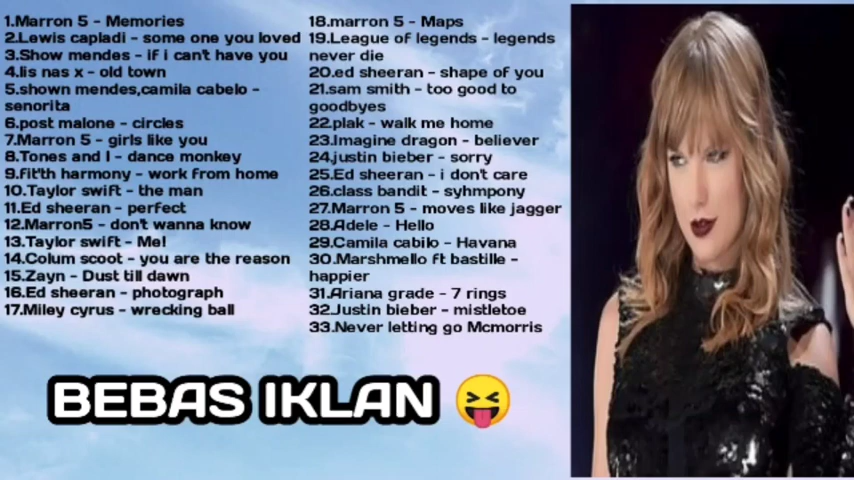 1.Marron 5 - Memories
2.Lewis capladi - some one you loved
3.Show mendes - if i can't have you
4.lis nas x - old town
5.shown mendes,camila cabelo -
senorita
6.post malone - circles
7.Marron 5 - girls like you
8.Tones and I - dance monkey
9.fit'th harmony - work from home
10.Taylor swift - the man
11.Ed sheeran - perfect
12.Marron5 - don't wanna know
13.Taylor swift - Me!
14.Colum scoot - you are the reason
15.Zayn - Dust till dawn
16.Ed sheeran - photograph
17.Miley cyrus - wrecking ball
18.marron 5 - Maps
19.League of legends - legends
never die
20.ed sheeran - shape of you
21.sam smith - too good to
goodbyes
22.plak - walk me home
23.Imagine dragon - believer
24.justin bieber - sorry
25.Ed sheeran - i don't care
26.class bandit - syhmpony
27.Marron 5 - moves like jagger
28.Adele - Hello
29.Camila cabilo - Havana
30.Marshmello ft bastille -
happier
31.Ariana grade - 7 rings
32.Justin bieber - mistletoe
33.Never letting go Mcmorris
BEBAS IKLAN 😝